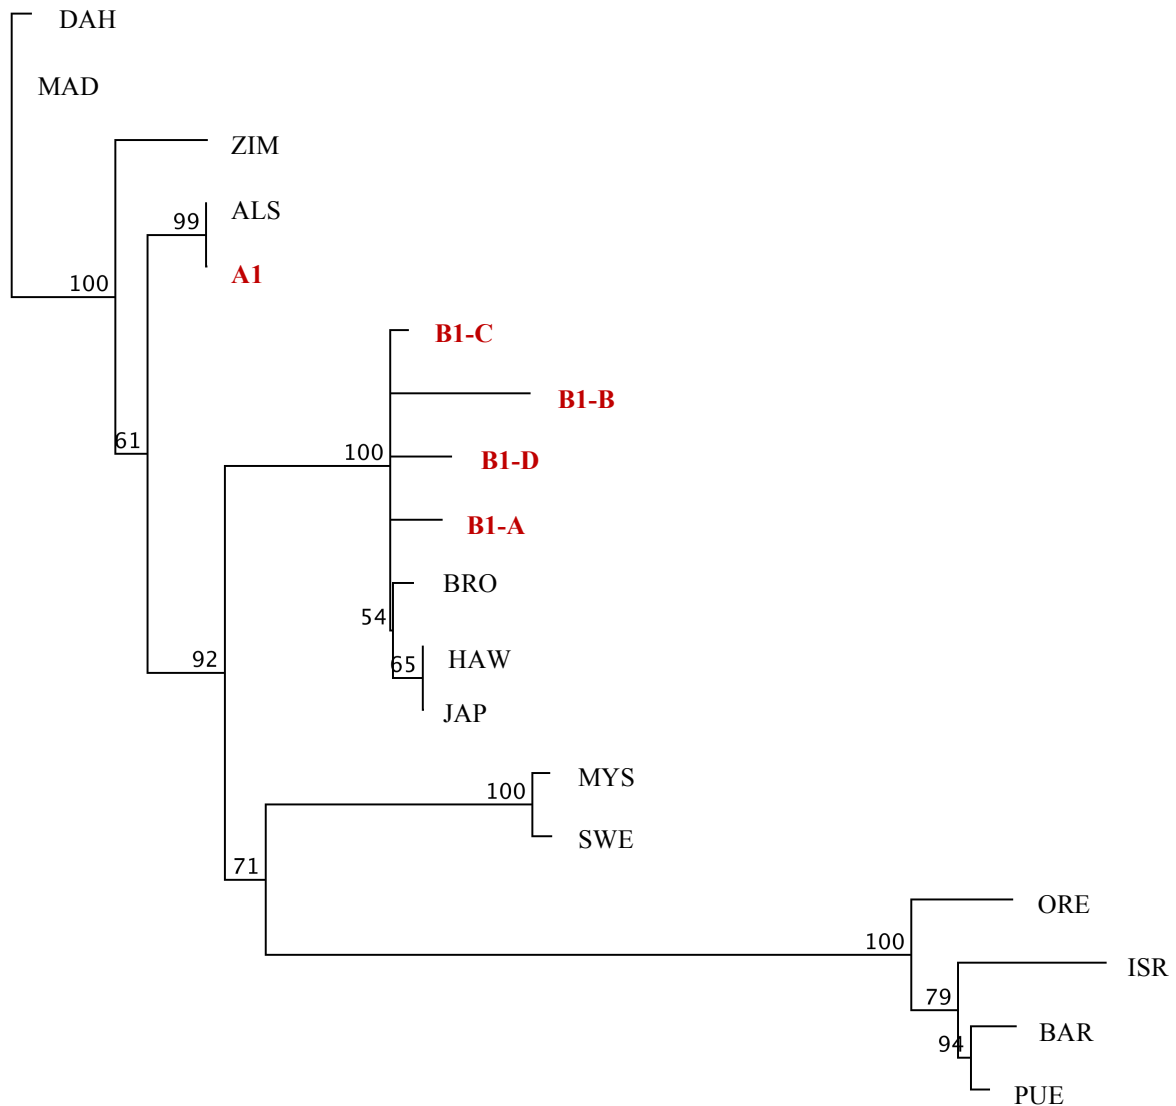 DAH
MAD
ZIM
ALS
99
A1
100
B1-C
B1-B
61
100
B1-D
B1-A
BRO
54
HAW
65
92
JAP
MYS
100
SWE
71
ORE
100
ISR
79
BAR
94
PUE